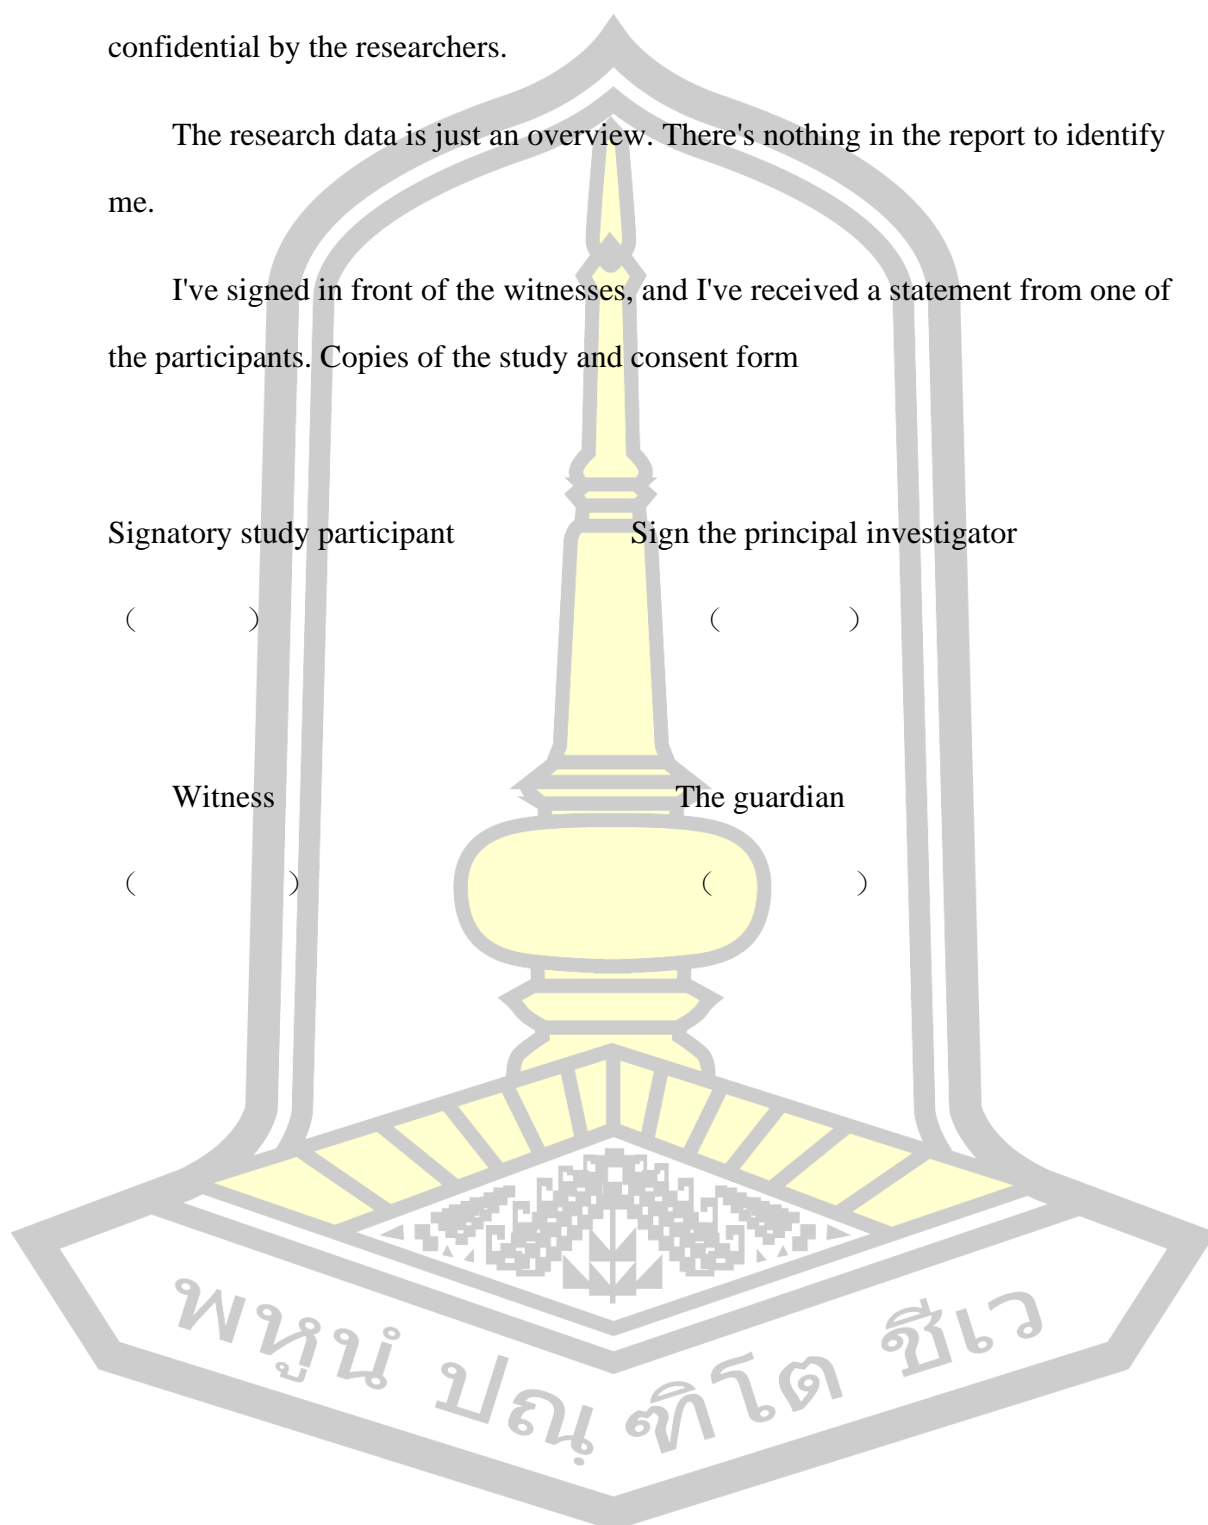 confidential by the researchers.
The research data is just an overview. There's nothing in the report to identify
me.
I've signed in front of the witnesses, and I've received a statement from one of
the participants. Copies of the study and consent form
Signatory study participant Sign the principal investigator
（ ） （ ）
Witness The guardian
（ ） （ ）
พหูนํ ปณฺฑิโต ชีเว